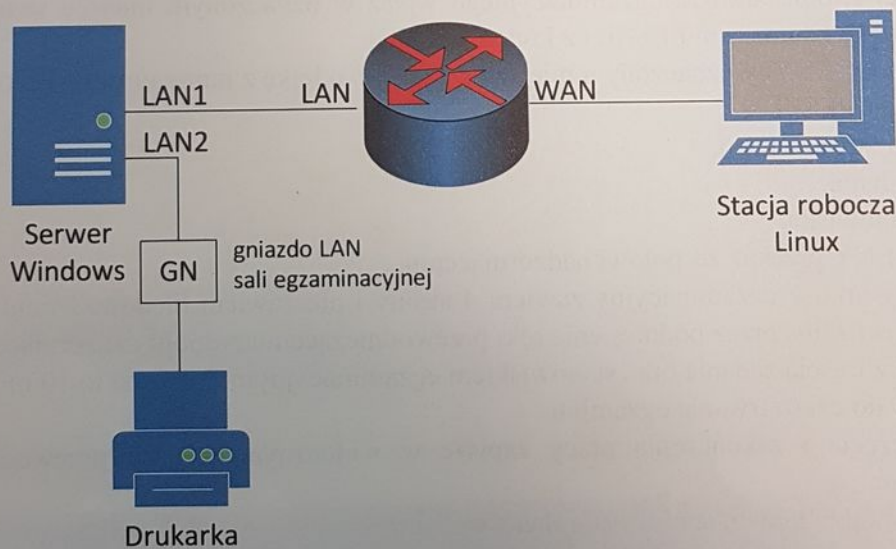 LAN1
LAN
WAN
LAN2
Serwer
Windows
GN
gniazdo LAN
sali egzaminacyjnej
Stacja robocza
Linux
Drukarka